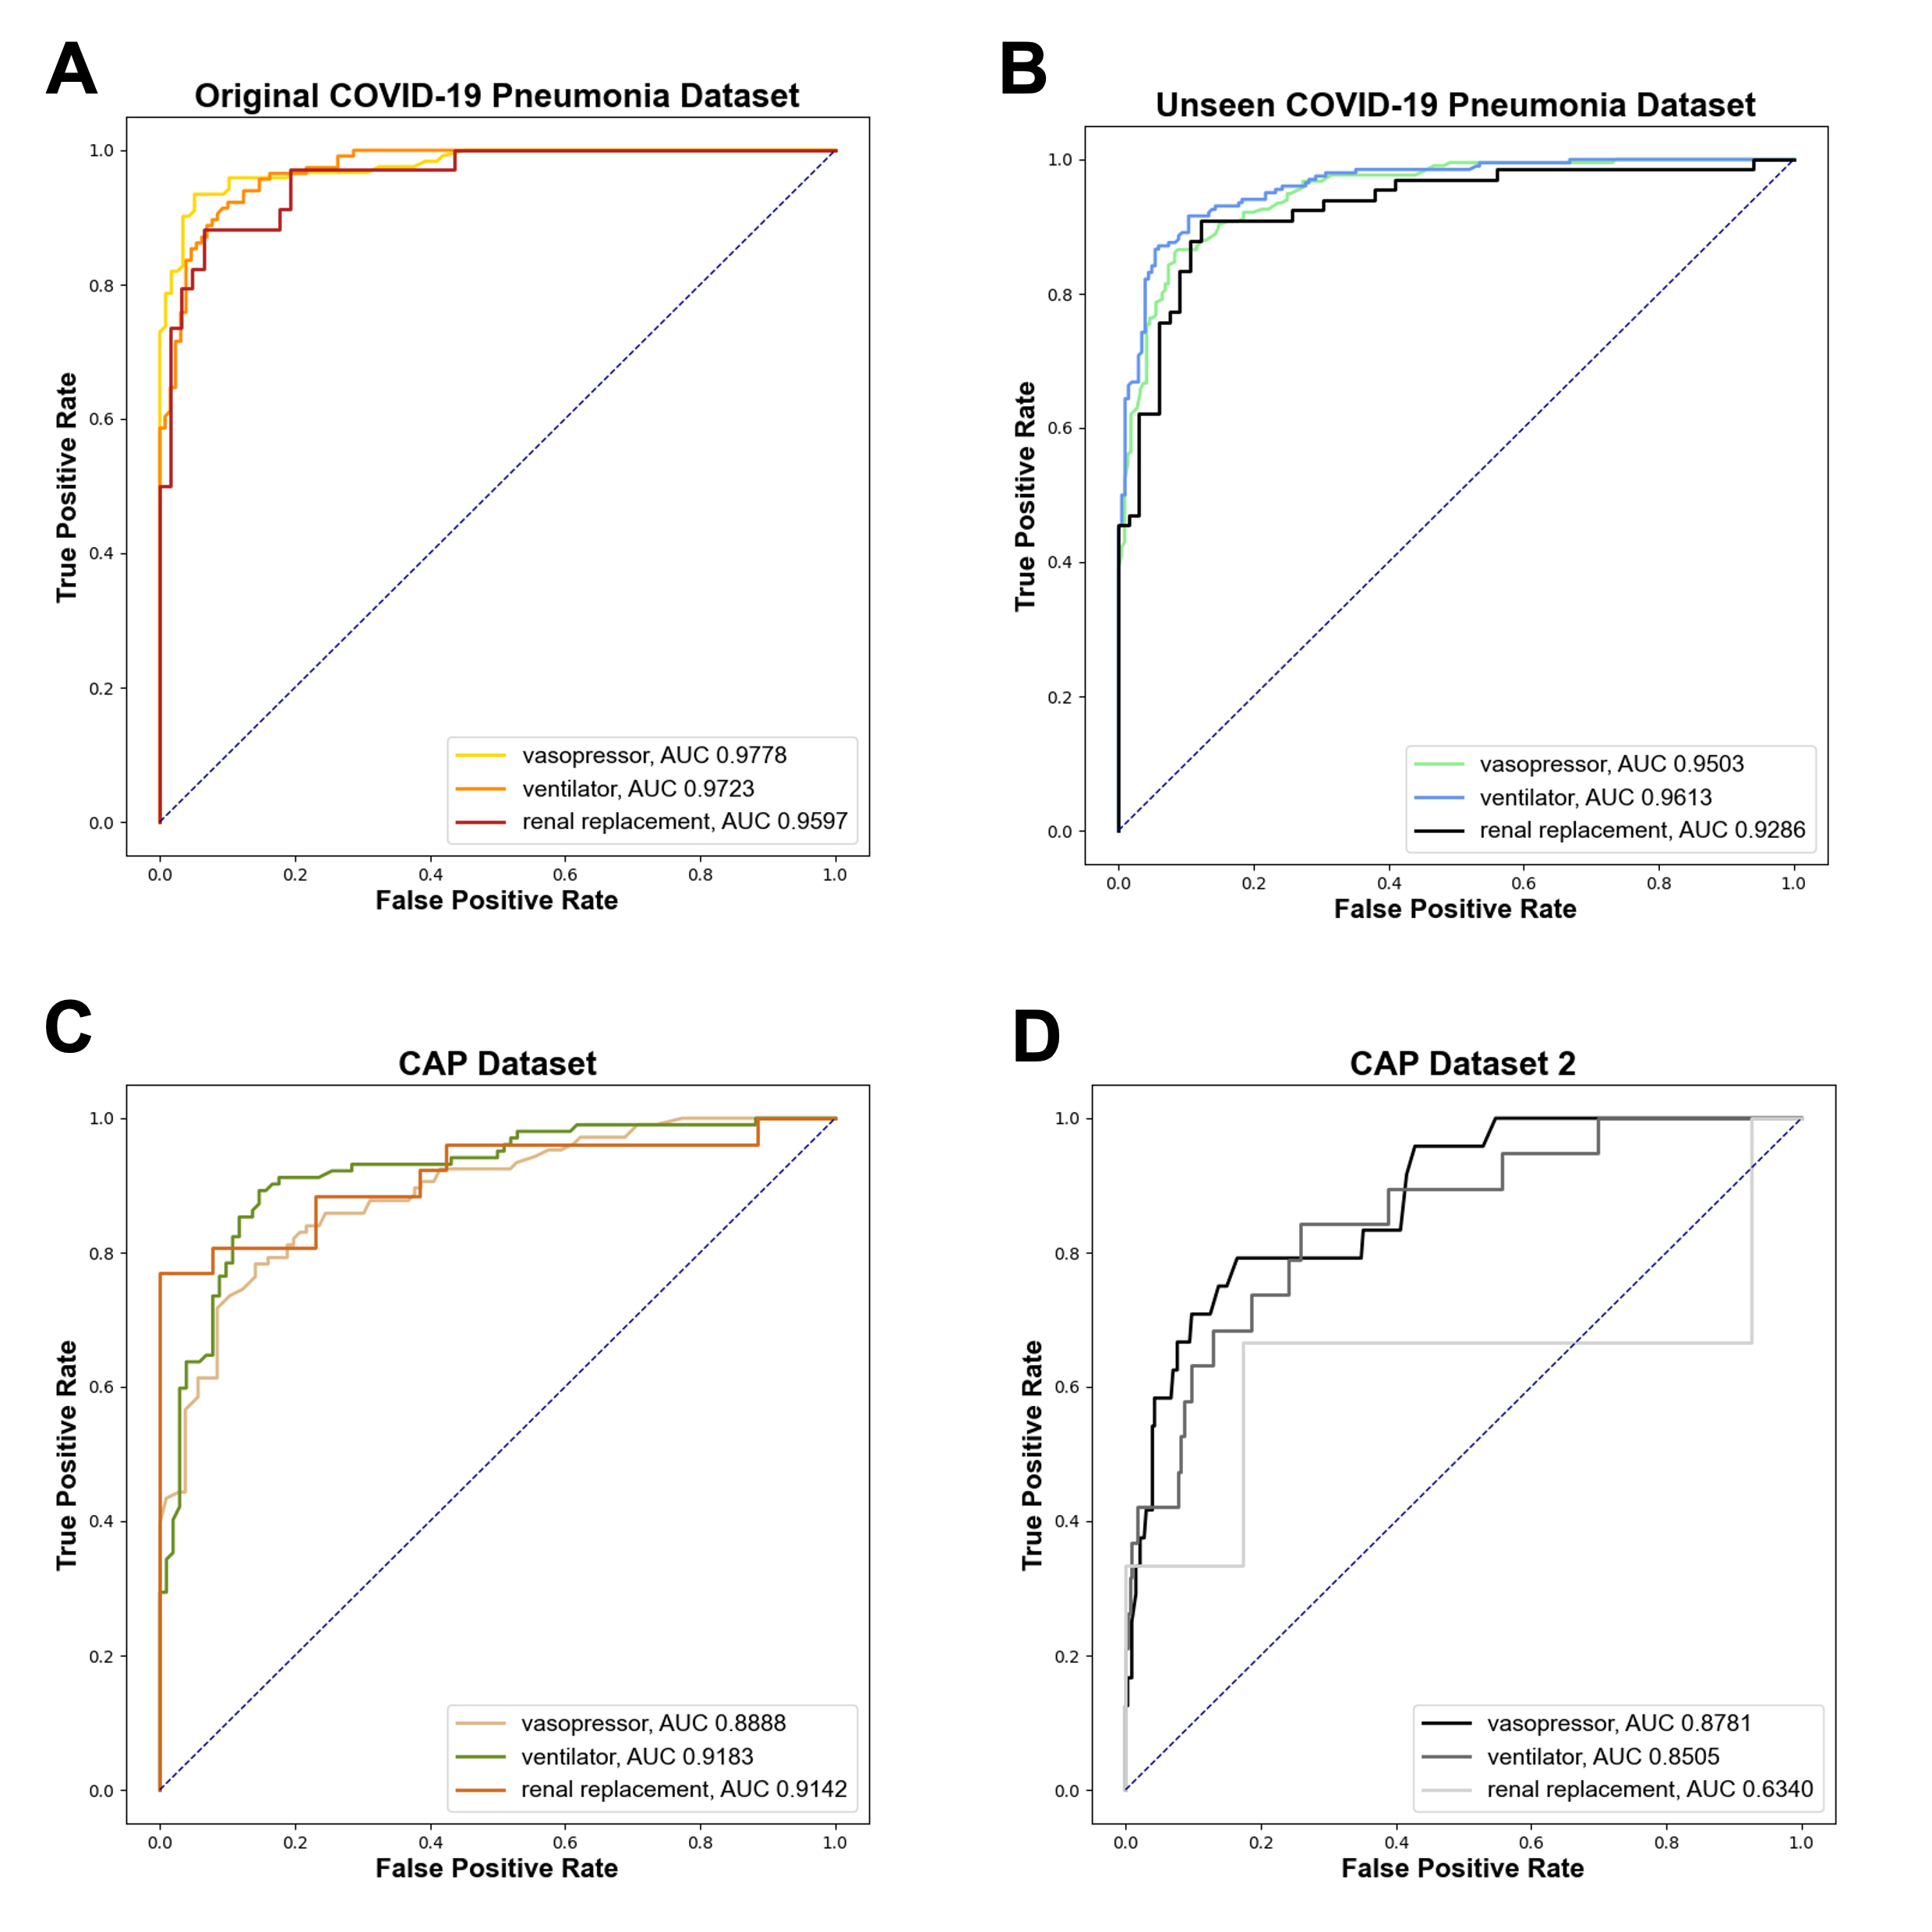 A
Original COVID-19 Pneumonia Dataset
True Positive Rate
1.0
0.8
0.6
0.4
0.2
0.0
vasopressor, AUC 0.9778
ventilator, AUC 0.9723
renal replacement, AUC 0.9597
0.0 0.2 0.4 0.6 0.8 1.0
False Positive Rate
B
Unseen COVID-19 Pneumonia Dataset
True Positive Rate
1.0
0.8
0.6
0.4
0.2
0.0
vasopressor, AUC 0.9503
ventilator, AUC 0.9613
renal replacement, AUC 0.9286
0.0 0.2 0.4 0.6 0.8 1.0
False Positive Rate
C
CAP Dataset
True Positive Rate
1.0
0.8
0.6
0.4
0.2
0.0
vasopressor, AUC 0.8888
ventilator, AUC 0.9183
renal replacement, AUC 0.9142
0.0 0.2 0.4 0.6 0.8 1.0
False Positive Rate
D
CAP Dataset 2
True Positive Rate
1.0
0.8
0.6
0.4
0.2
0.0
vasopressor, AUC 0.8781
ventilator, AUC 0.8505
renal replacement, AUC 0.6340
0.0 0.2 0.4 0.6 0.8 1.0
False Positive Rate